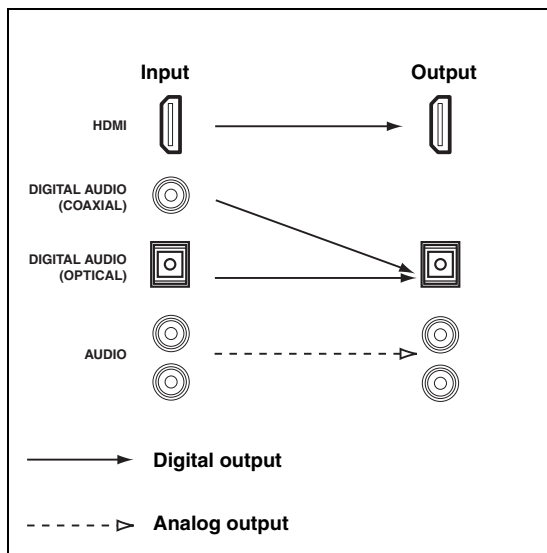 Input Output
HDMI
DIGITAL AUDIO
(COAXIAL)
DIGITAL AUDIO
(OPTICAL)
AUDIO
Digital output
Analog output